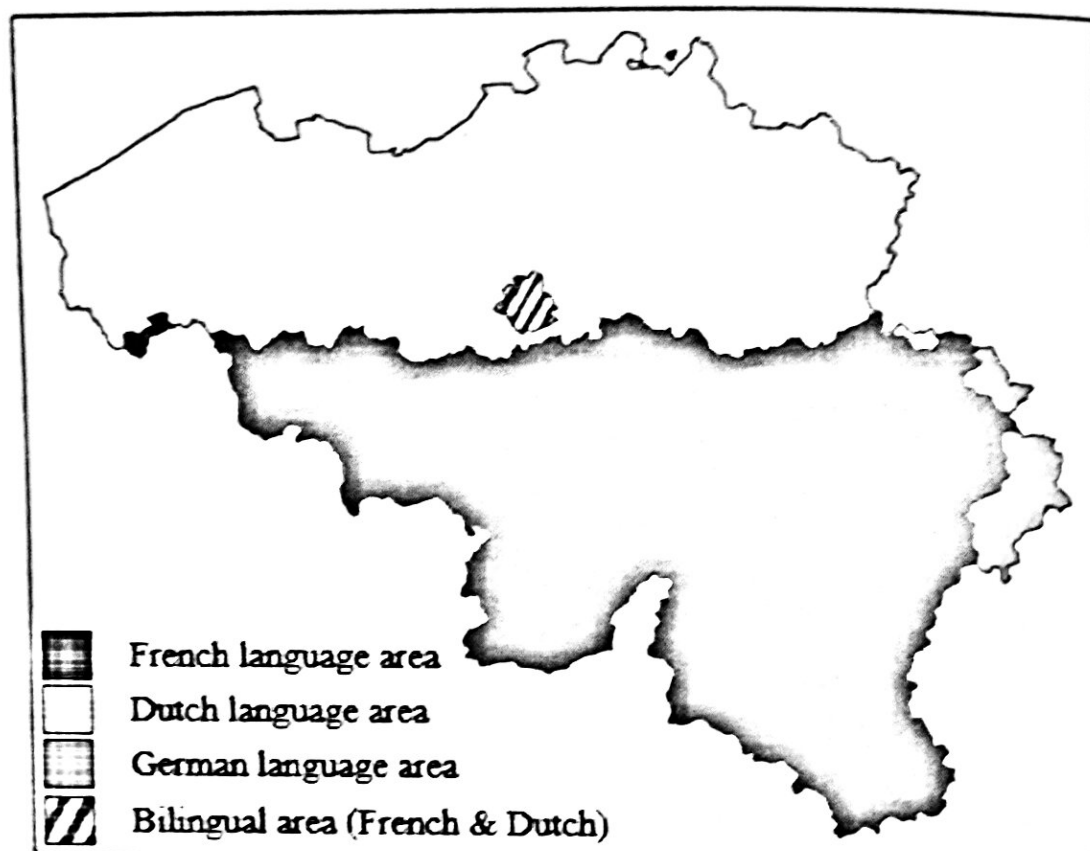 French language area
Dutch language area
German language area
Bilingual area (French & Dutch)